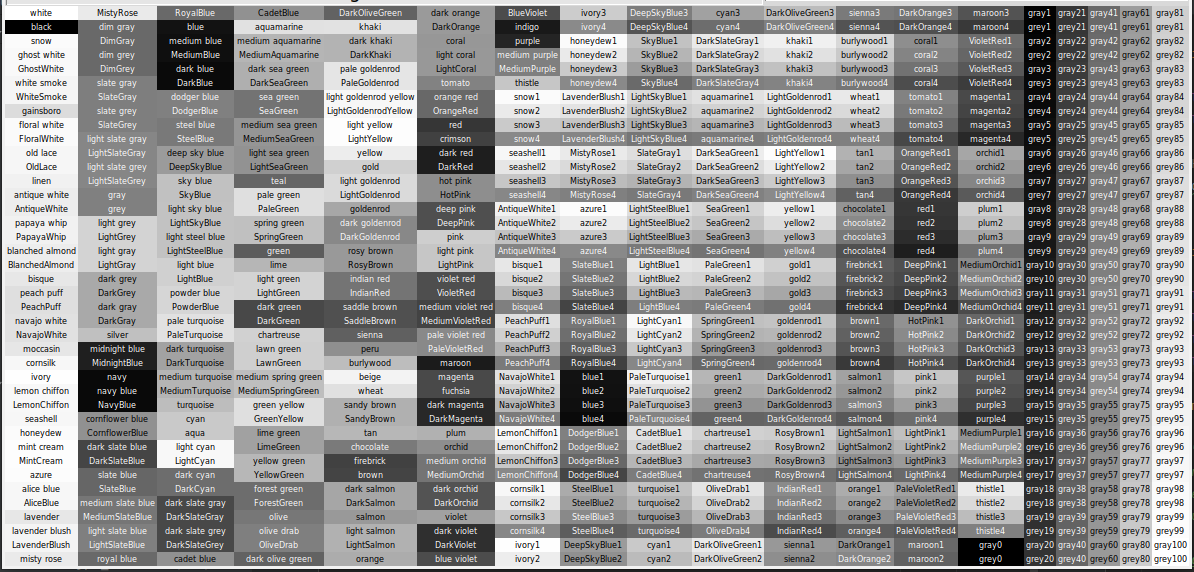 white MistyRose RoyalBlue CadetBlue DarkOliveGreen dark orange BlueViolet ivory3 DeepSkyBlue3 cyan3 DarkOliveGreen3 sienna3 DarkOrange3 maroon3 gray1 gray21 gray41 gray61 gray81
black dim gray blue aquamarine khaki DarkOrange indigo ivory4 DeepSkyBlue4 cyan4 DarkOliveGreen4 sienna4 DarkOrange4 maroon4 grey1 grey21 grey41 grey61 grey81
snow DimGray medium blue medium aquamarine dark khaki coral purple honeydew1 SkyBlue1 DarkSlateGray1 khaki1 burlywood1 coral1 VioletRed1 gray2 gray22 gray42 gray62 gray82
ghost white dim grey MediumBlue MediumAquamarine DarkKhaki light coral medium purple honeydew2 SkyBlue2 DarkSlateGray2 khaki2 burlywood2 coral2 VioletRed2 grey2 grey22 grey42 grey62 grey82
GhostWhite DimGrey dark blue dark sea green pale goldenrod LightCoral MediumPurple honeydew3 SkyBlue3 DarkSlateGray3 khaki3 burlywood3 coral3 VioletRed3 gray3 gray23 gray43 gray63 gray83
white smoke slate gray DarkBlue DarkSeaGreen PaleGoldenrod tomato thistle honeydew4 SkyBlue4 DarkSlateGray4 khaki4 burlywood4 coral4 VioletRed4 grey3 grey23 grey43 grey63 grey83
WhiteSmoke SlateGray dodger blue sea green light goldenrod yellow orange red snow1 LavenderBlush1 LightSkyBlue1 aquamarine1 LightGoldenrod1 wheat1 tomato1 magenta1 gray4 gray24 gray44 gray64 gray84
gainsboro slate grey DodgerBlue SeaGreen LightGoldenrodYellow OrangeRed snow2 LavenderBlush2 LightSkyBlue2 aquamarine2 LightGoldenrod2 wheat2 tomato2 magenta2 grey4 grey24 grey44 grey64 grey84
floral white SlateGrey steel blue medium sea green light yellow red snow3 LavenderBlush3 LightSkyBlue3 aquamarine3 LightGoldenrod3 wheat3 tomato3 magenta3 gray5 gray25 gray45 gray65 gray85
FloralWhite light slate gray SteelBlue MediumSeaGreen LightYellow crimson snow4 LavenderBlush4 LightSkyBlue4 aquamarine4 LightGoldenrod4 wheat4 tomato4 magenta4 grey5 grey25 grey45 grey65 grey85
old lace LightSlateGray deep sky blue light sea green yellow dark red seashell1 MistyRose1 SlateGray1 DarkSeaGreen1 LightYellow1 tan1 OrangeRed1 orchid1 gray6 gray26 gray46 gray66 gray86
OldLace light slate grey DeepSkyBlue LightSeaGreen gold DarkRed seashell2 MistyRose2 SlateGray2 DarkSeaGreen2 LightYellow2 tan2 OrangeRed2 orchid2 grey6 grey26 grey46 grey66 grey86
linen LightSlateGrey sky blue teal light goldenrod hot pink seashell3 MistyRose3 SlateGray3 DarkSeaGreen3 LightYellow3 tan3 OrangeRed3 orchid3 gray7 gray27 gray47 gray67 gray87
antique white gray SkyBlue pale green LightGoldenrod HotPink seashell4 MistyRose4 SlateGray4 DarkSeaGreen4 LightYellow4 tan4 OrangeRed4 orchid4 grey7 grey27 grey47 grey67 grey87
AntiqueWhite grey light sky blue PaleGreen goldenrod deep pink AntiqueWhite1 azure1 LightSteelBlue1 SeaGreen1 yellow1 chocolate1 red1 plum1 gray8 gray28 gray48 gray68 gray88
papaya whip light grey LightSkyBlue spring green dark goldenrod DeepPink AntiqueWhite2 azure2 LightSteelBlue2 SeaGreen2 yellow2 chocolate2 red2 plum2 grey8 grey28 grey48 grey68 grey88
PapayaWhip LightGrey light steel blue SpringGreen DarkGoldenrod pink AntiqueWhite3 azure3 LightSteelBlue3 SeaGreen3 yellow3 chocolate3 red3 plum3 gray9 gray29 gray49 gray69 gray89
blanched almond light gray LightSteelBlue green rosy brown light pink AntiqueWhite4 azure4 LightSteelBlue4 SeaGreen4 yellow4 chocolate4 red4 plum4 grey9 grey29 grey49 grey69 grey89
BlanchedAlmond LightGray light blue lime RosyBrown LightPink bisque1 SlateBlue1 LightBlue1 PaleGreen1 gold1 firebrick1 DeepPink1 MediumOrchid1 gray10 gray30 gray50 gray70 gray90
bisque dark grey LightBlue light green indian red violet red bisque2 SlateBlue2 LightBlue2 PaleGreen2 gold2 firebrick2 DeepPink2 MediumOrchid2 grey10 grey30 grey50 grey70 grey90
peach puff DarkGrey powder blue LightGreen IndianRed VioletRed bisque3 SlateBlue3 LightBlue3 PaleGreen3 gold3 firebrick3 DeepPink3 MediumOrchid3 gray11 gray31 gray51 gray71 gray91
PeachPuff dark gray PowderBlue dark green saddle brown medium violet red bisque4 SlateBlue4 LightBlue4 PaleGreen4 gold4 firebrick4 DeepPink4 MediumOrchid4 grey11 grey31 grey51 grey71 grey91
navajo white DarkGray pale turquoise DarkGreen SaddleBrown MediumVioletRed PeachPuff1 RoyalBlue1 LightCyan1 SpringGreen1 goldenrod1 brown1 HotPink1 DarkOrchid1 gray12 gray32 gray52 gray72 gray92
NavajoWhite silver PaleTurquoise chartreuse sienna pale violet red PeachPuff2 RoyalBlue2 LightCyan2 SpringGreen2 goldenrod2 brown2 HotPink2 DarkOrchid2 grey12 grey32 grey52 grey72 grey92
moccasin midnight blue dark turquoise lawn green peru PaleVioletRed PeachPuff3 RoyalBlue3 LightCyan3 SpringGreen3 goldenrod3 brown3 HotPink3 DarkOrchid3 gray13 gray33 gray53 gray73 gray93
cornsilk MidnightBlue DarkTurquoise LawnGreen burlywood maroon PeachPuff4 RoyalBlue4 LightCyan4 SpringGreen4 goldenrod4 brown4 HotPink4 DarkOrchid4 grey13 grey33 grey53 grey73 grey93
ivory navy medium turquoise medium spring green beige magenta NavajoWhite1 blue1 PaleTurquoise1 green1 DarkGoldenrod1 salmon1 pink1 purple1 gray14 gray34 gray54 gray74 gray94
lemon chiffon navy blue MediumTurquoise MediumSpringGreen wheat fuchsia NavajoWhite2 blue2 PaleTurquoise2 green2 DarkGoldenrod2 salmon2 pink2 purple2 grey14 grey34 grey54 grey74 grey94
LemonChiffon NavyBlue turquoise green yellow sandy brown dark magenta NavajoWhite3 blue3 PaleTurquoise3 green3 DarkGoldenrod3 salmon3 pink3 purple3 gray15 gray35 gray55 gray75 gray95
seashell cornflower blue cyan GreenYellow SandyBrown DarkMagenta NavajoWhite4 blue4 PaleTurquoise4 green4 DarkGoldenrod4 salmon4 pink4 purple4 grey15 grey35 grey55 grey75 grey95
honeydew CornflowerBlue aqua lime green tan plum LemonChiffon1 DodgerBlue1 CadetBlue1 chartreuse1 RosyBrown1 LightSalmon1 LightPink1 MediumPurple1 gray16 gray36 gray56 gray76 gray96
mint cream dark slate blue light cyan LimeGreen chocolate orchid LemonChiffon2 DodgerBlue2 CadetBlue2 chartreuse2 RosyBrown2 LightSalmon2 LightPink2 MediumPurple2 grey16 grey36 grey56 grey76 grey96
MintCream DarkSlateBlue LightCyan yellow green firebrick medium orchid LemonChiffon3 DodgerBlue3 CadetBlue3 chartreuse3 RosyBrown3 LightSalmon3 LightPink3 MediumPurple3 gray17 gray37 gray57 gray77 gray97
azure slate blue dark cyan YellowGreen brown MediumOrchid LemonChiffon4 DodgerBlue4 CadetBlue4 chartreuse4 RosyBrown4 LightSalmon4 LightPink4 MediumPurple4 grey17 grey37 grey57 grey77 grey97
alice blue SlateBlue DarkCyan forest green dark salmon dark orchid cornsilk1 SteelBlue1 turquoise1 OliveDrab1 IndianRed1 orange1 PaleVioletRed1 thistle1 gray18 gray38 gray58 gray78 gray98
AliceBlue medium slate blue dark slate gray ForestGreen DarkSalmon DarkOrchid cornsilk2 SteelBlue2 turquoise2 OliveDrab2 IndianRed2 orange2 PaleVioletRed2 thistle2 grey18 grey38 grey58 grey78 grey98
lavender MediumSlateBlue DarkSlateGray olive salmon violet cornsilk3 SteelBlue3 turquoise3 OliveDrab3 IndianRed3 orange3 PaleVioletRed3 thistle3 gray19 gray39 gray59 gray79 gray99
lavender blush light slate blue dark slate grey olive drab light salmon dark violet cornsilk4 SteelBlue4 turquoise4 OliveDrab4 IndianRed4 orange4 PaleVioletRed4 thistle4 grey19 grey39 grey59 grey79 grey99
LavenderBlush LightSlateBlue DarkSlateGrey OliveDrab LightSalmon DarkViolet ivory1 DeepSkyBlue1 cyan1 DarkOliveGreen1 sienna1 DarkOrange1 maroon1 gray0 gray20 gray40 gray60 gray80 gray100
misty rose royal blue cadet blue dark olive green orange blue violet ivory2 DeepSkyBlue2 cyan2 DarkOliveGreen2 sienna2 DarkOrange2 maroon2 grey0 grey20 grey40 grey60 grey80 grey100